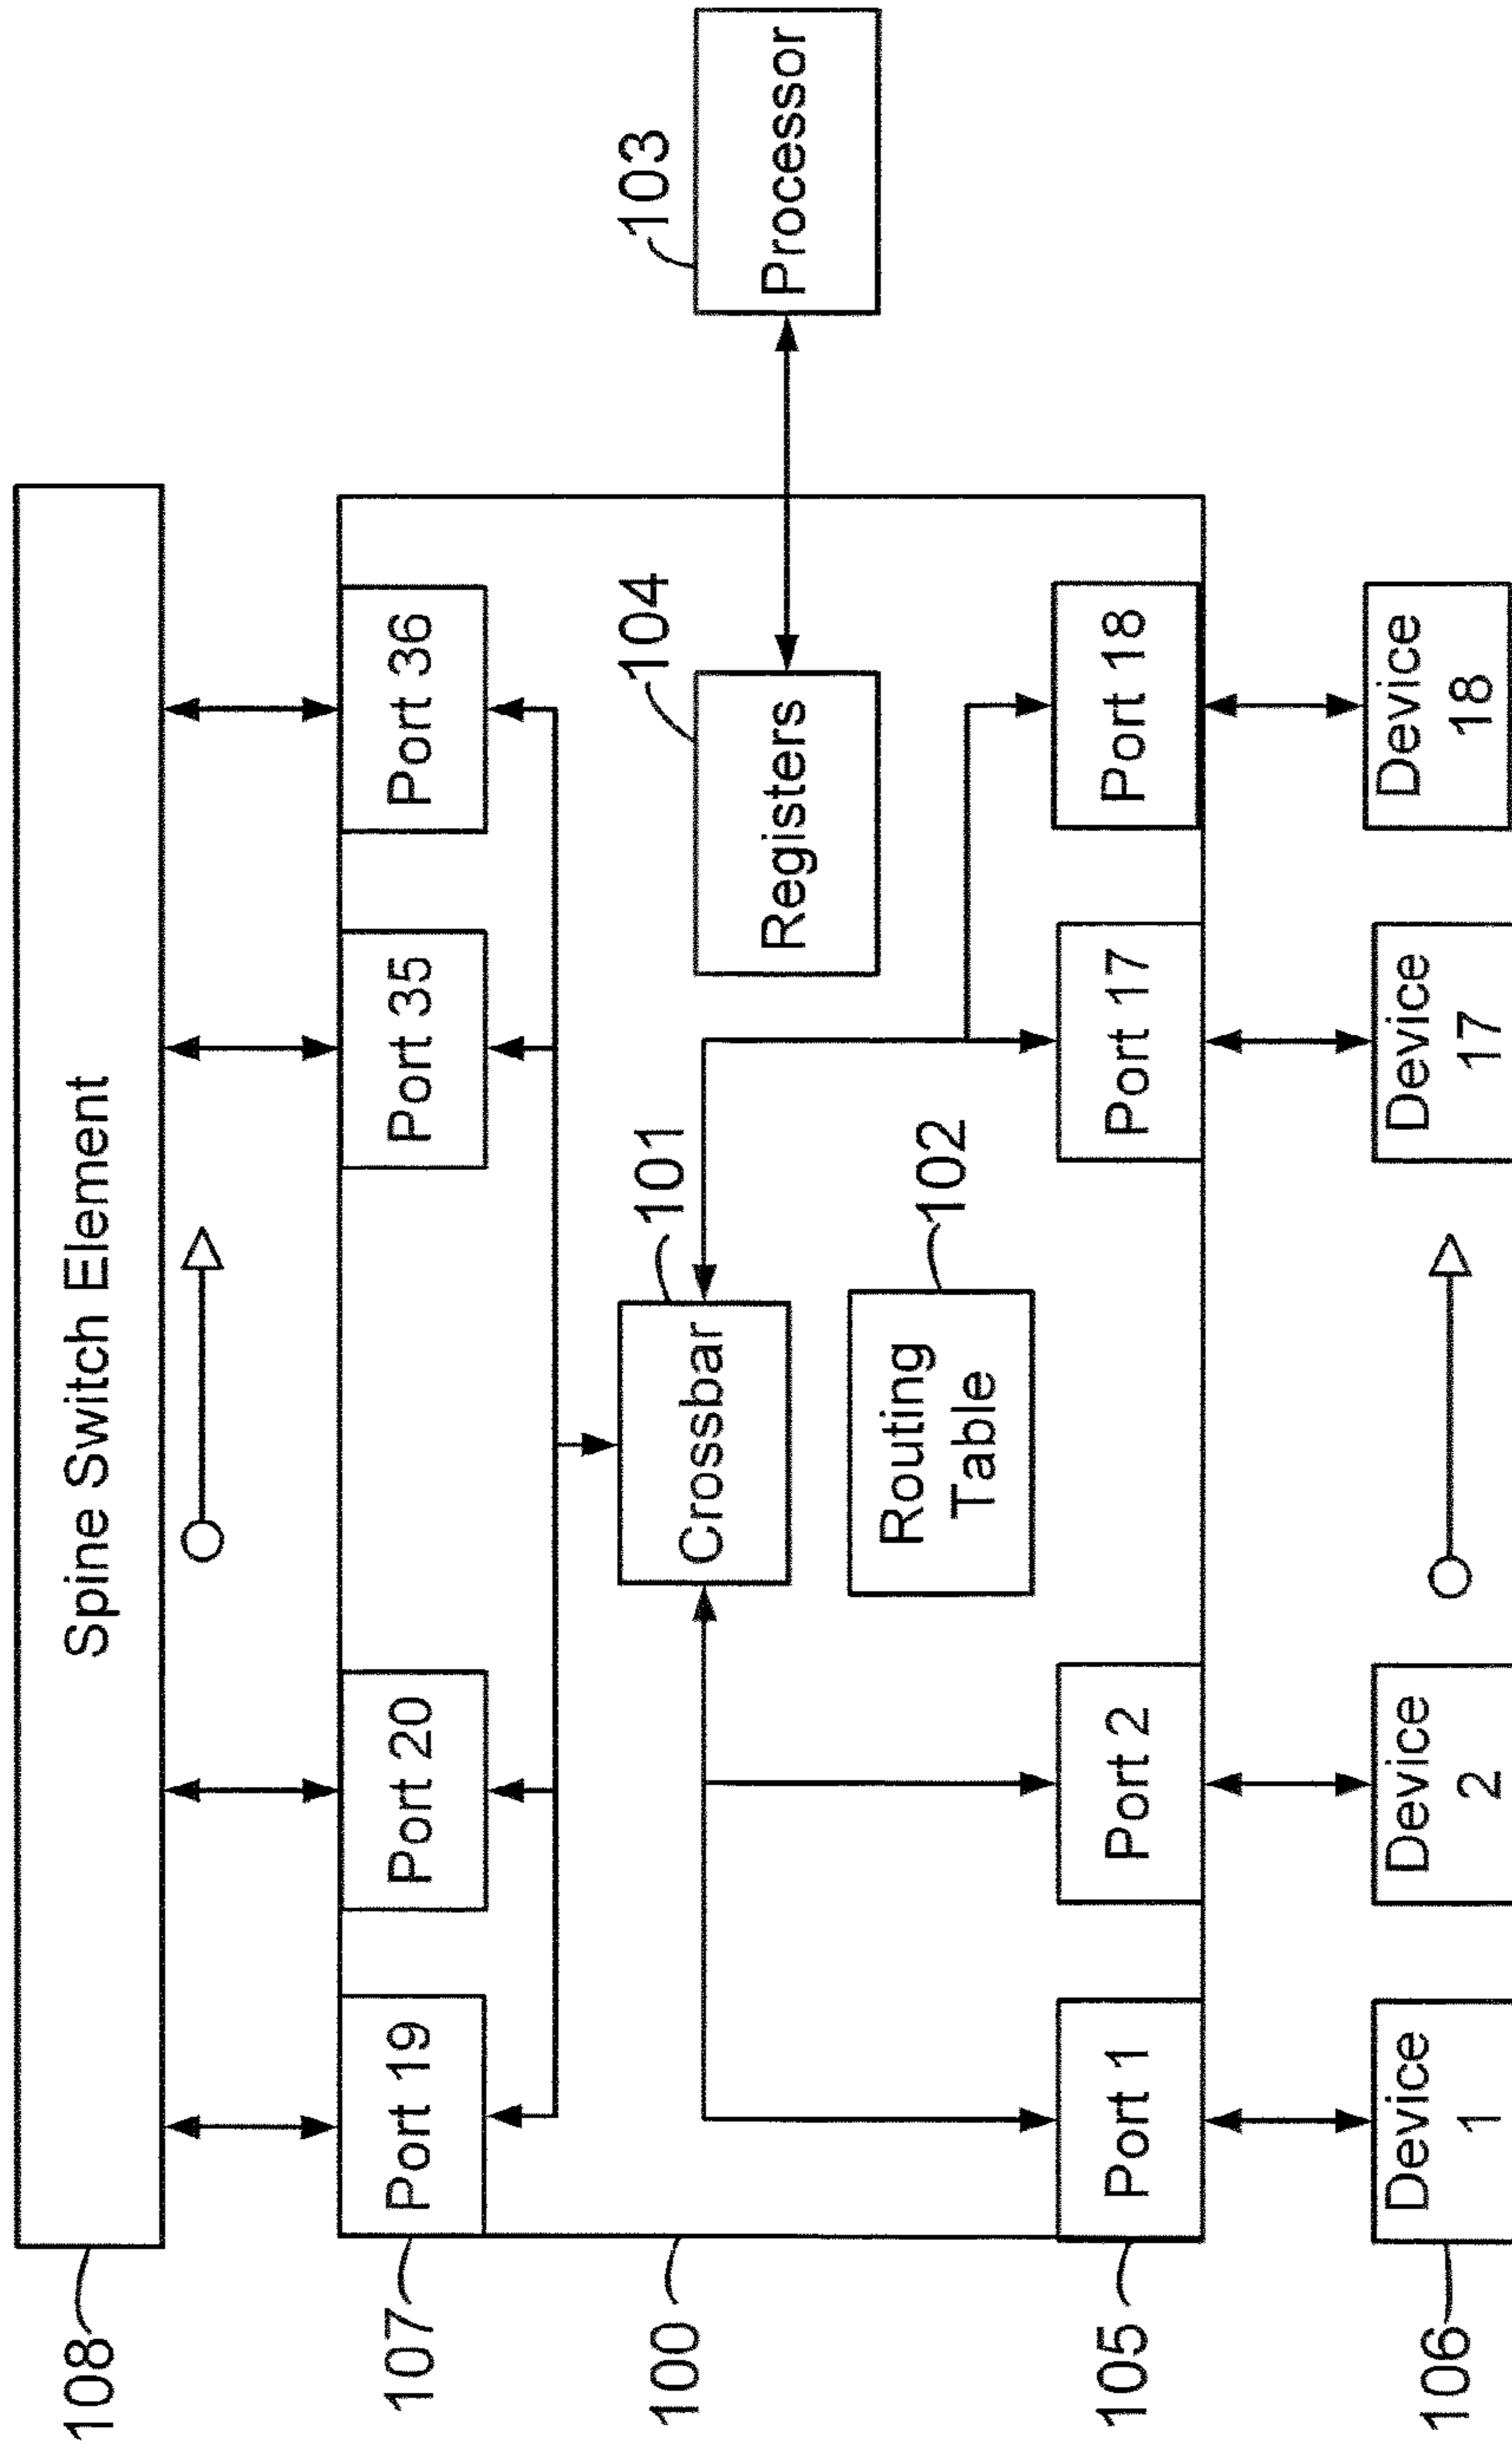 108
Spine Switch Element
107
Port 19
Port 20
Port 35
Port 36
100
Crossbar
101
Registers
104
Processor
103
Routing
Table
102
105
Port 1
Port 2
Port 17
Port 18
106
Device
1
Device
2
Device
17
Device
18